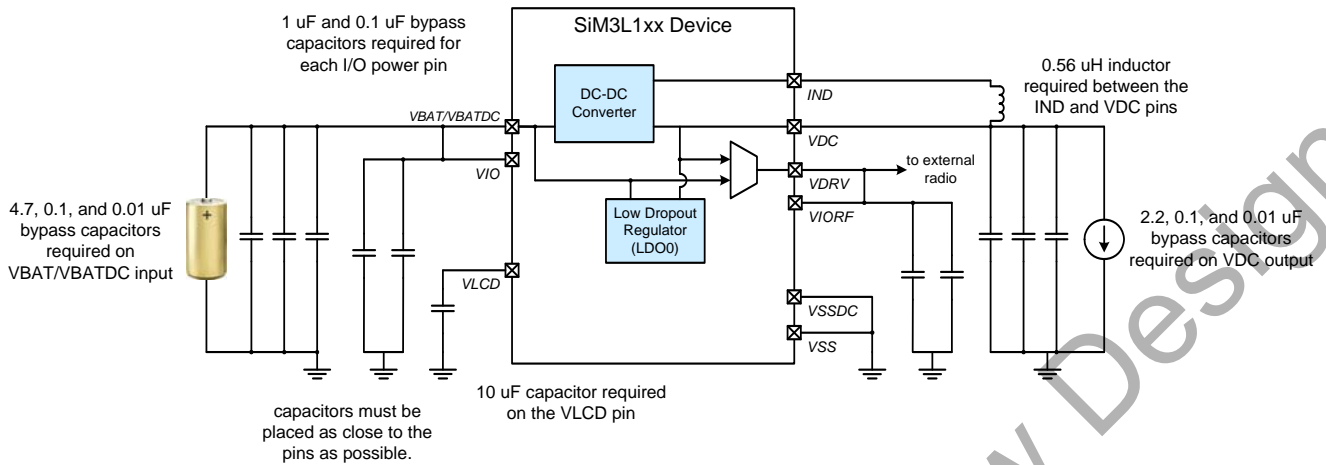 1 uF and 0.1 uF bypass
capacitors required for
each I/O power pin
SiM3L1xx Device
0.56 uH inductor
required between the
IND and VDC pins
DC-DC
Converter
IND
VBAT/VBATDC
VDC
VIO
VDRV
to external
radio
VIORF
Low Dropout
Regulator
(LDO0)
4.7, 0.1, and 0.01 uF
bypass capacitors
required on
VBAT/VBATDC input
+
2.2, 0.1, and 0.01 uF
bypass capacitors
required on VDC output
VLCD
VSSDC
VSS
10 uF capacitor required
on the VLCD pin
capacitors must be
placed as close to the
pins as possible.
w Design